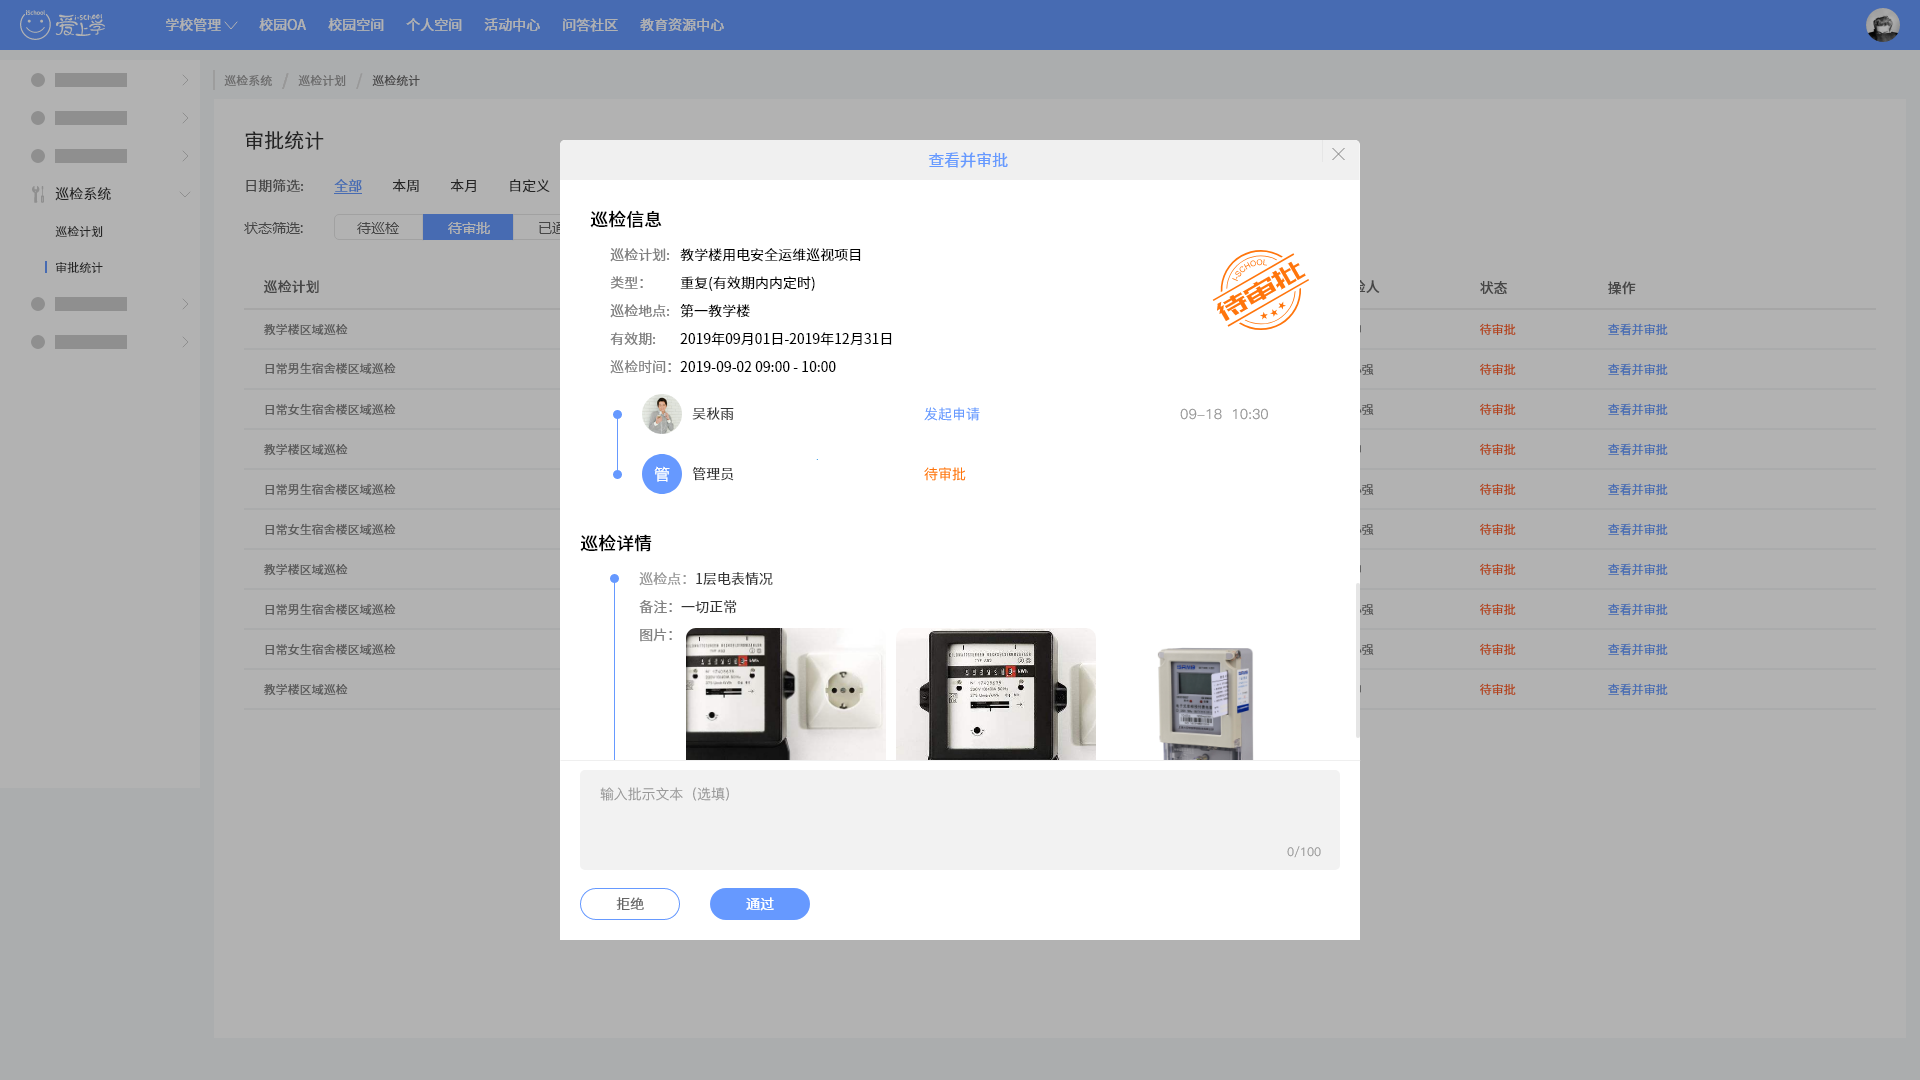 iSchool 爱上学 i-SCHOOL
学校管理 校园OA 校园空间 个人空间 活动中心 问答社区 教育资源中心
巡检系统 / 巡检计划 / 巡检统计
巡检系统
巡检计划
审批统计
审批统计
日期筛选: 全部 本周 本月 自定义
状态筛选: 待巡检 待审批
巡检计划 状态 操作
教学楼区域巡检 待审批 查看并审批
日常男生宿舍楼区域巡检 强 待审批 查看并审批
日常女生宿舍楼区域巡检 强 待审批 查看并审批
教学楼区域巡检 待审批 查看并审批
日常男生宿舍楼区域巡检 强 待审批 查看并审批
日常女生宿舍楼区域巡检 强 待审批 查看并审批
教学楼区域巡检 待审批 查看并审批
日常男生宿舍楼区域巡检 强 待审批 查看并审批
日常女生宿舍楼区域巡检 强 待审批 查看并审批
教学楼区域巡检 待审批 查看并审批
查看并审批
巡检信息
巡检计划: 教学楼用电安全运维巡视项目
类型: 重复(有效期内内定时)
巡检地点: 第一教学楼
有效期: 2019年09月01日-2019年12月31日
巡检时间: 2019-09-02 09:00 - 10:00
I-SCHOOL
待审批
吴秋雨 发起申请 09-18 10:30
管 管理员 待审批
巡检详情
巡检点: 1层电表情况
备注: 一切正常
图片:
输入批示文本（选填）
0/100
拒绝 通过